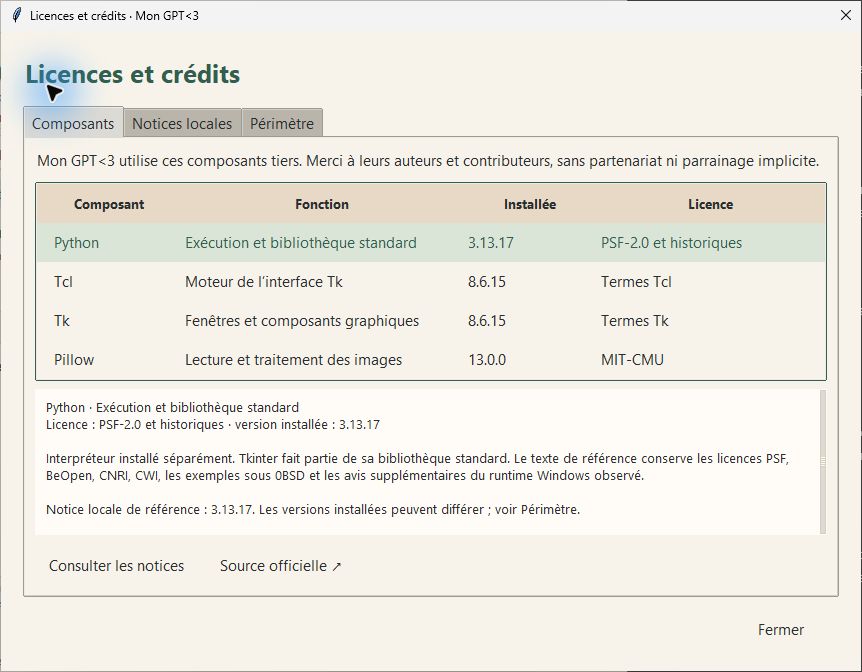 Licences et crédits · Mon GPT<3
Licences et crédits
Composants Notices locales Périmètre
Mon GPT<3 utilise ces composants tiers. Merci à leurs auteurs et contributeurs, sans partenariat ni parrainage implicite.
Composant Fonction Installée Licence
Python Exécution et bibliothèque standard 3.13.17 PSF-2.0 et historiques
Tcl Moteur de l’interface Tk 8.6.15 Termes Tcl
Tk Fenêtres et composants graphiques 8.6.15 Termes Tk
Pillow Lecture et traitement des images 13.0.0 MIT-CMU
Python · Exécution et bibliothèque standard
Licence : PSF-2.0 et historiques · version installée : 3.13.17
Interpréteur installé séparément. Tkinter fait partie de sa bibliothèque standard. Le texte de référence conserve les licences PSF,
BeOpen, CNRI, CWI, les exemples sous 0BSD et les avis supplémentaires du runtime Windows observé.
Notice locale de référence : 3.13.17. Les versions installées peuvent différer ; voir Périmètre.
Consulter les notices Source officielle ↗
Fermer